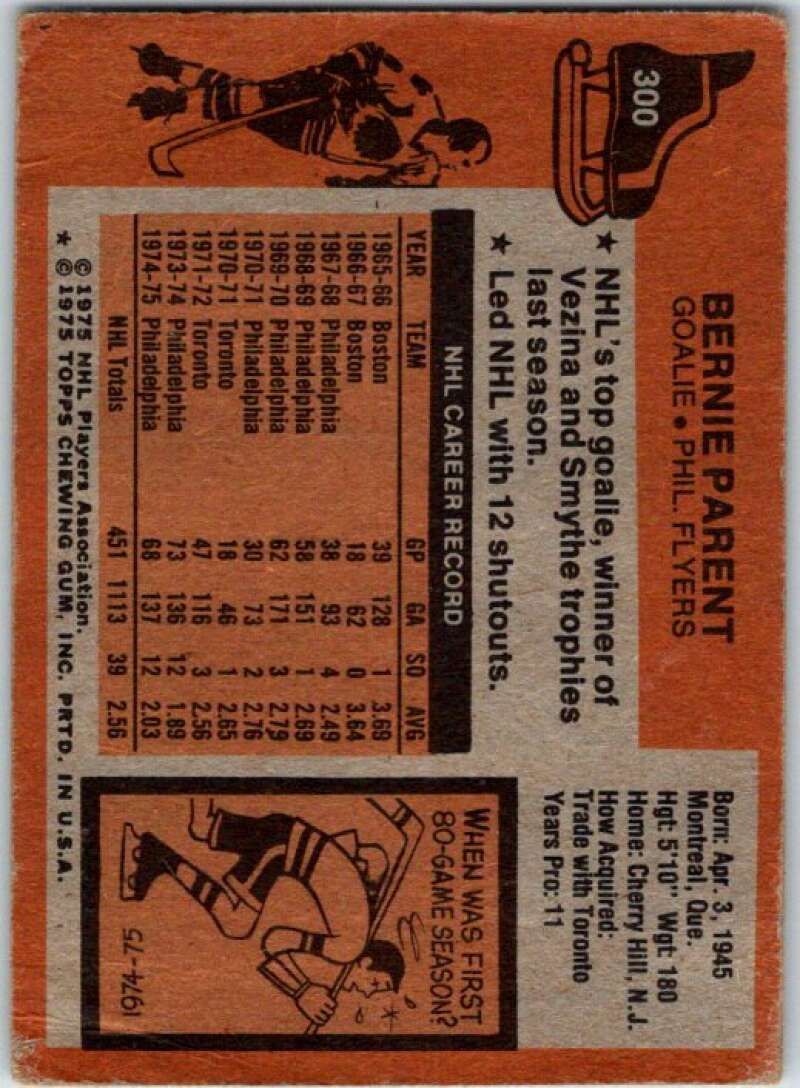 300
BERNIE PARENT
GOALIE • PHIL. FLYERS
★ NHL's top goalie, winner of
Vezina and Smythe trophies
last season.
★ Led NHL with 12 shutouts.
Born: Apr. 3, 1945
Montreal, Que.
Hgt: 5'10" Wgt: 180
Home: Cherry Hill, N.J.
How Acquired:
Trade with Toronto
Years Pro: 11
NHL CAREER RECORD
YEAR TEAM GP GA SO AVG
1965-66 Boston 39 128 1 3.69
1966-67 Boston 18 62 0 3.64
1967-68 Philadelphia 38 93 4 2.49
1968-69 Philadelphia 58 151 1 2.69
1969-70 Philadelphia 62 171 3 2.79
1970-71 Philadelphia 30 73 2 2.76
1970-71 Toronto 18 46 1 2.65
1971-72 Toronto 47 116 3 2.56
1973-74 Philadelphia 73 136 12 1.89
1974-75 Philadelphia 68 137 12 2.03
NHL Totals 451 1113 39 2.56
WHEN WAS FIRST
80-GAME SEASON?
1974-75
© 1975 NHL Players Association.
★ © 1975 TOPPS CHEWING GUM, INC. PRTD. IN U.S.A.